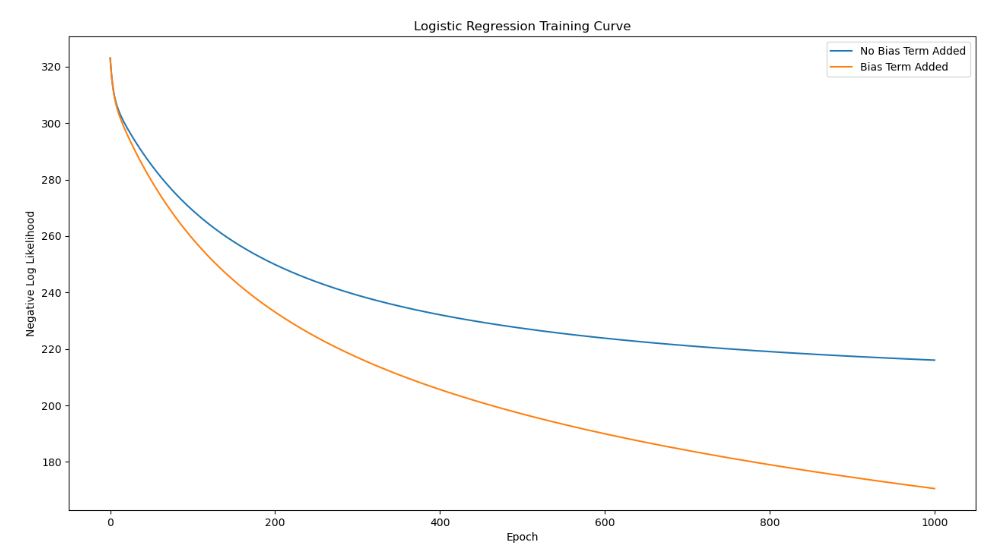 Logistic Regression Training Curve
No Bias Term Added
Bias Term Added
Negative Log Likelihood
320
300
280
260
240
220
200
180
0 200 400 600 800 1000
Epoch